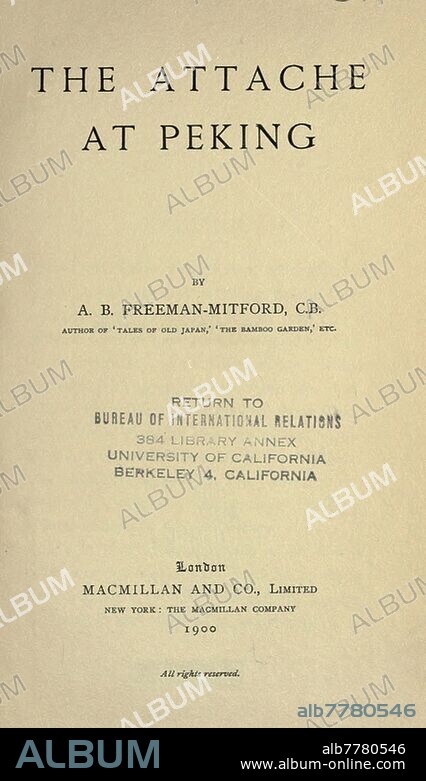 THE ATTACHE
AT PEKING
BY
A. B. FREEMAN-MITFORD, C.B.
AUTHOR OF 'TALES OF OLD JAPAN,' 'THE BAMBOO GARDEN,' ETC.
RETURN TO
BUREAU OF INTERNATIONAL RELATIONS
384 LIBRARY ANNEX
UNIVERSITY OF CALIFORNIA
BERKELEY 4, CALIFORNIA
London
MACMILLAN AND CO., LIMITED
NEW YORK: THE MACMILLAN COMPANY
1900
All rights reserved.
alb7780546
ALBUM
alb7780546
www.album-online.com